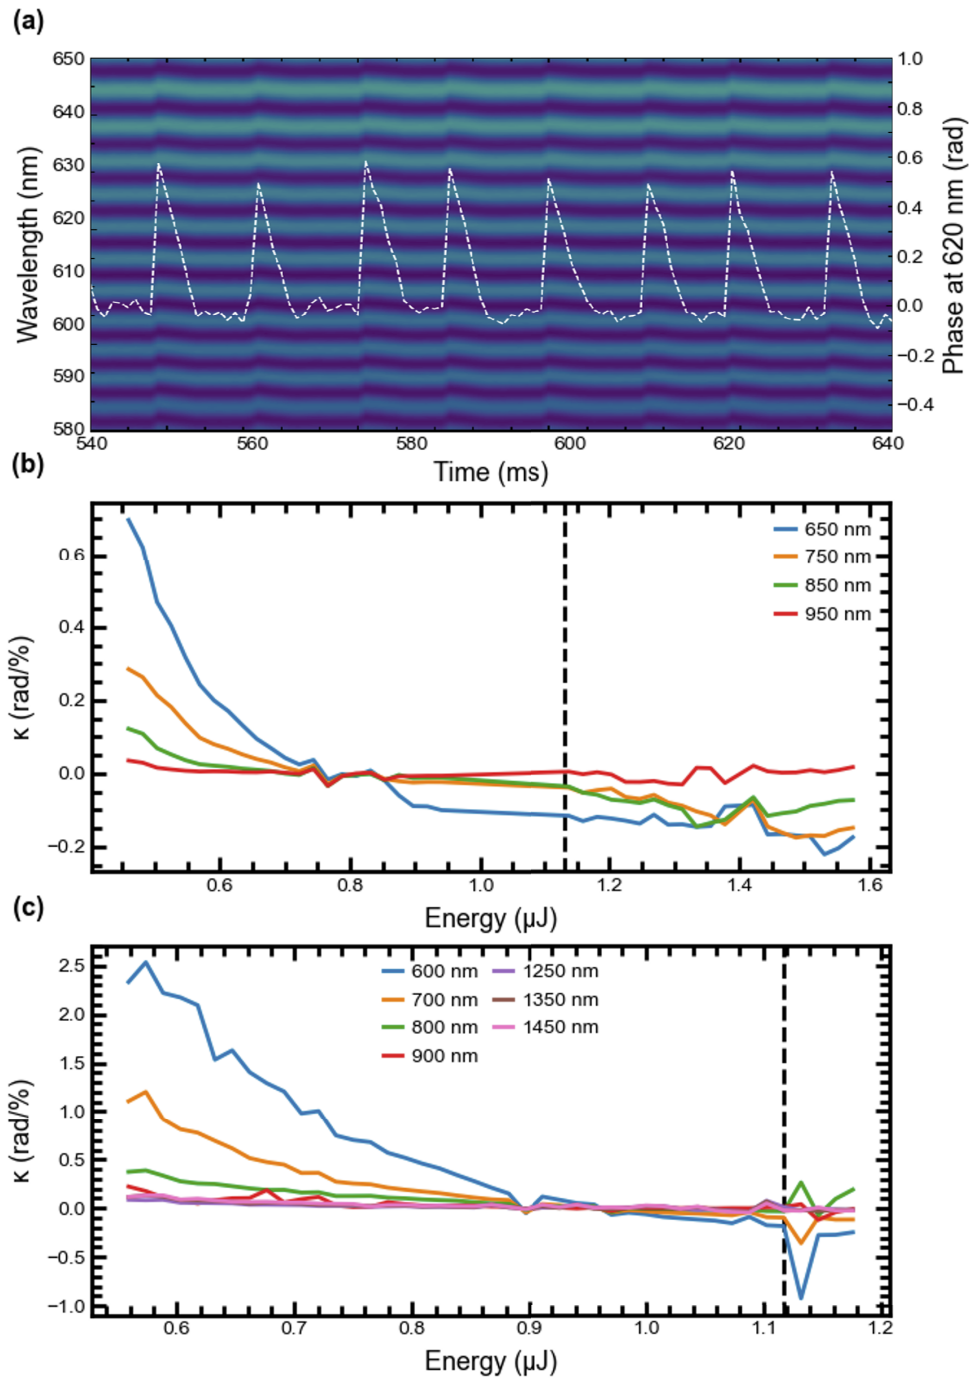 (a)
650
640
630
620
610
600
590
580
Wavelength (nm)
1.0
0.8
0.6
0.4
0.2
0.0
−0.2
−0.4
Phase at 620 nm (rad)
540 560 580 600 620 640
Time (ms)
(b)
0.6
0.4
0.2
0.0
−0.2
κ (rad/%)
650 nm
750 nm
850 nm
950 nm
0.6 0.8 1.0 1.2 1.4 1.6
Energy (μJ)
(c)
2.5
2.0
1.5
1.0
0.5
0.0
−0.5
−1.0
κ (rad/%)
600 nm 1250 nm
700 nm 1350 nm
800 nm 1450 nm
900 nm
0.6 0.7 0.8 0.9 1.0 1.1 1.2
Energy (μJ)